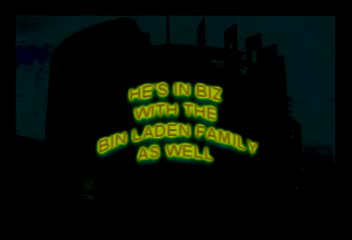 HE'S IN BIZ
WITH THE
BIN LADEN FAMILY
AS WELL